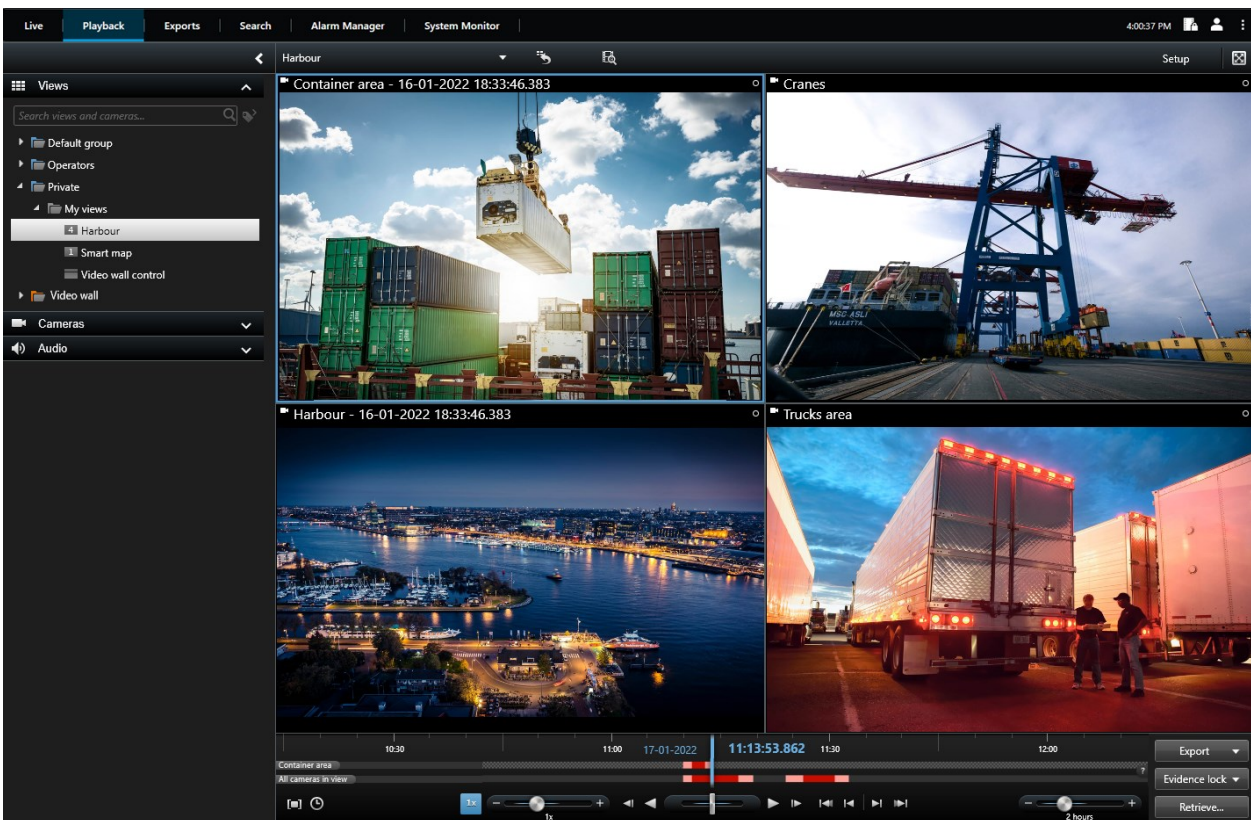 Live Playback Exports Search Alarm Manager System Monitor 4:00:37 PM
Harbour Setup
Views
Search views and cameras...
Default group
Operators
Private
My views
4 Harbour
1 Smart map
Video wall control
Video wall
Cameras
Audio
Container area - 16-01-2022 18:33:46.383
Cranes
MSC ASLI
VALLETTA
Harbour - 16-01-2022 18:33:46.383
Trucks area
10:30 11:00 17-01-2022 11:13:53.862 11:30 12:00
Container area
All cameras in view
?
Export
Evidence lock
Retrieve...
1x - + - +
1x 2 hours